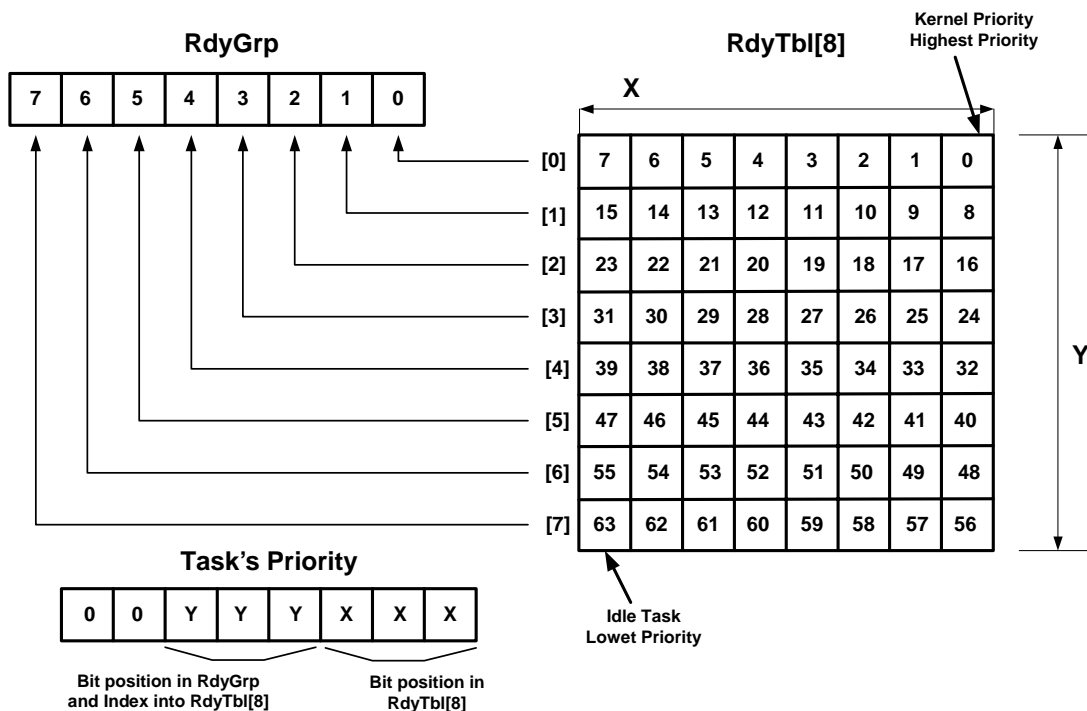 Kernel Priority
Highest Priority
RdyGrp
RdyTbl[8]
7 6 5 4 3 2 1 0
X
[0] 7 6 5 4 3 2 1 0
[1] 15 14 13 12 11 10 9 8
[2] 23 22 21 20 19 18 17 16
[3] 31 30 29 28 27 26 25 24
[4] 39 38 37 36 35 34 33 32
Y
[5] 47 46 45 44 43 42 41 40
[6] 55 54 53 52 51 50 49 48
[7] 63 62 61 60 59 58 57 56
Task's Priority
0 0 Y Y Y X X X
Idle Task
Lowet Priority
Bit position in RdyGrp
and Index into RdyTbl[8]
Bit position in
RdyTbl[8]